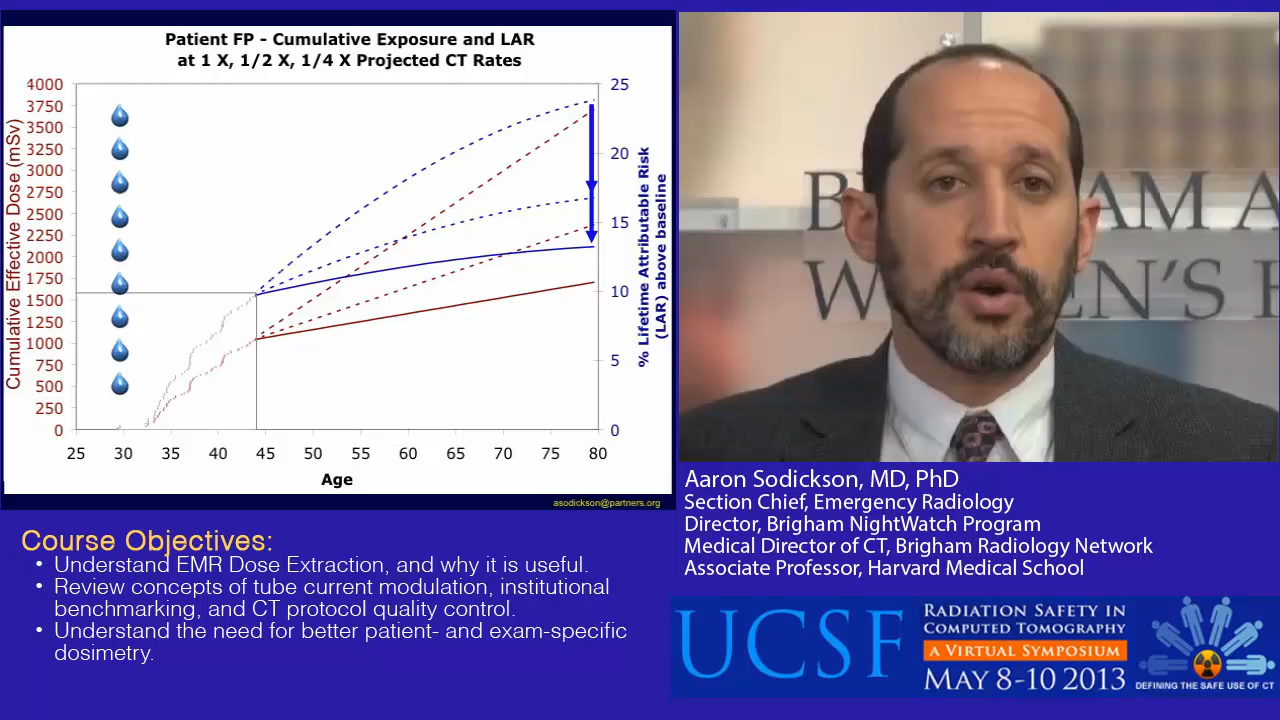 Patient FP - Cumulative Exposure and LAR
at 1 X, 1/2 X, 1/4 X Projected CT Rates
Cumulative Effective Dose (mSv)
4000
3750
3500
3250
3000
2750
2500
2250
2000
1750
1500
1250
1000
750
500
250
0
25
20
15
10
5
0
% Lifetime Attributable Risk
(LAR) above baseline
25 30 35 40 45 50 55 60 65 70 75 80
Age
asodickson@partners.org
Course Objectives:
• Understand EMR Dose Extraction, and why it is useful.
• Review concepts of tube current modulation, institutional
benchmarking, and CT protocol quality control.
• Understand the need for better patient- and exam-specific
dosimetry.
Aaron Sodickson, MD, PhD
Section Chief, Emergency Radiology
Director, Brigham NightWatch Program
Medical Director of CT, Brigham Radiology Network
Associate Professor, Harvard Medical School
UCSF
RADIATION SAFETY IN
COMPUTED TOMOGRAPHY
A VIRTUAL SYMPOSIUM
MAY 8-10 2013
DEFINING THE SAFE USE OF CT